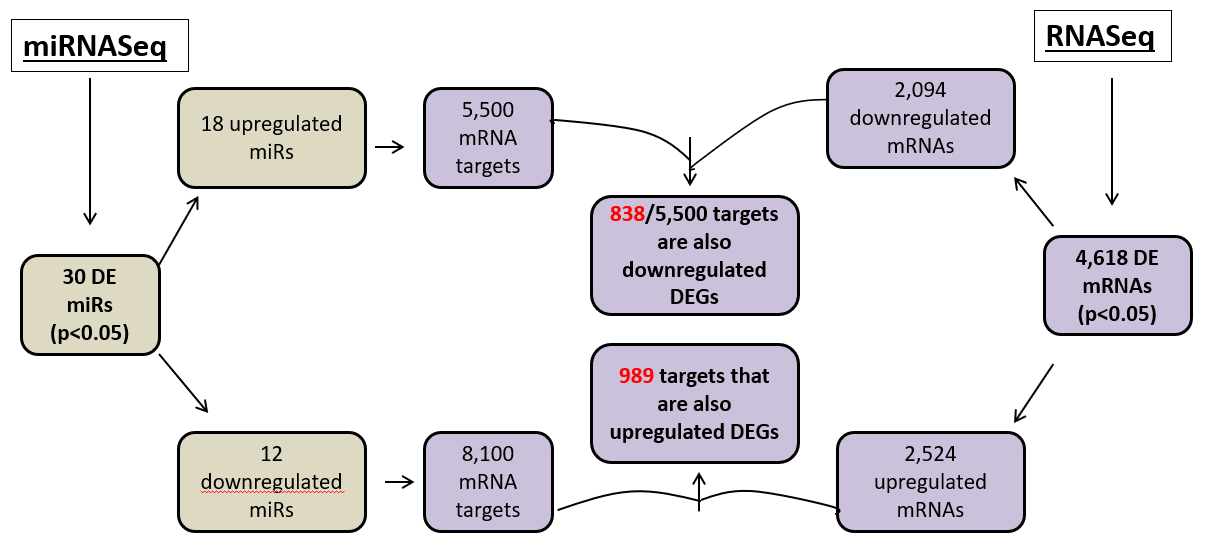 miRNASeq
RNASeq
18 upregulated
miRs
5,500
mRNA
targets
2,094
downregulated
mRNAs
838/5,500 targets
are also
downregulated
DEGs
30 DE
miRs
(p<0.05)
4,618 DE
mRNAs
(p<0.05)
989 targets that
are also
upregulated DEGs
12
downregulated
miRs
8,100
mRNA
targets
2,524
upregulated
mRNAs